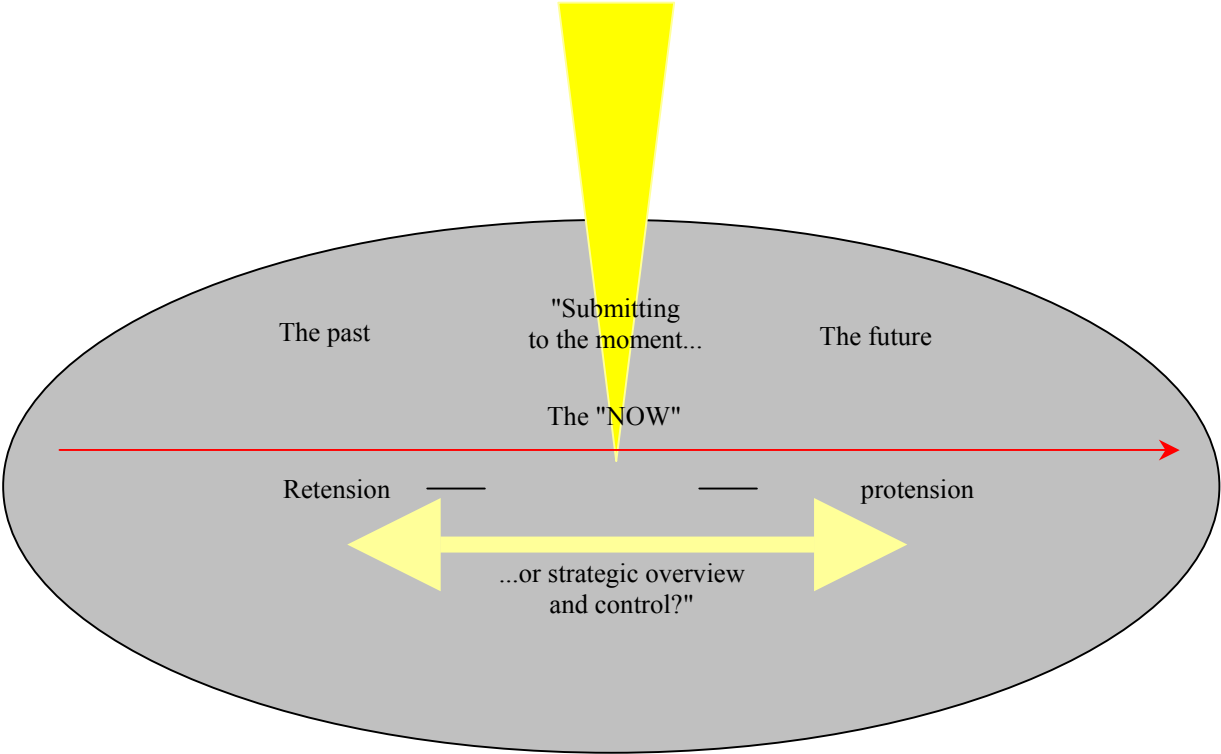 The past
"Submitting
to the moment...
The future
The "NOW"
Retension
protension
...or strategic overview
and control?"